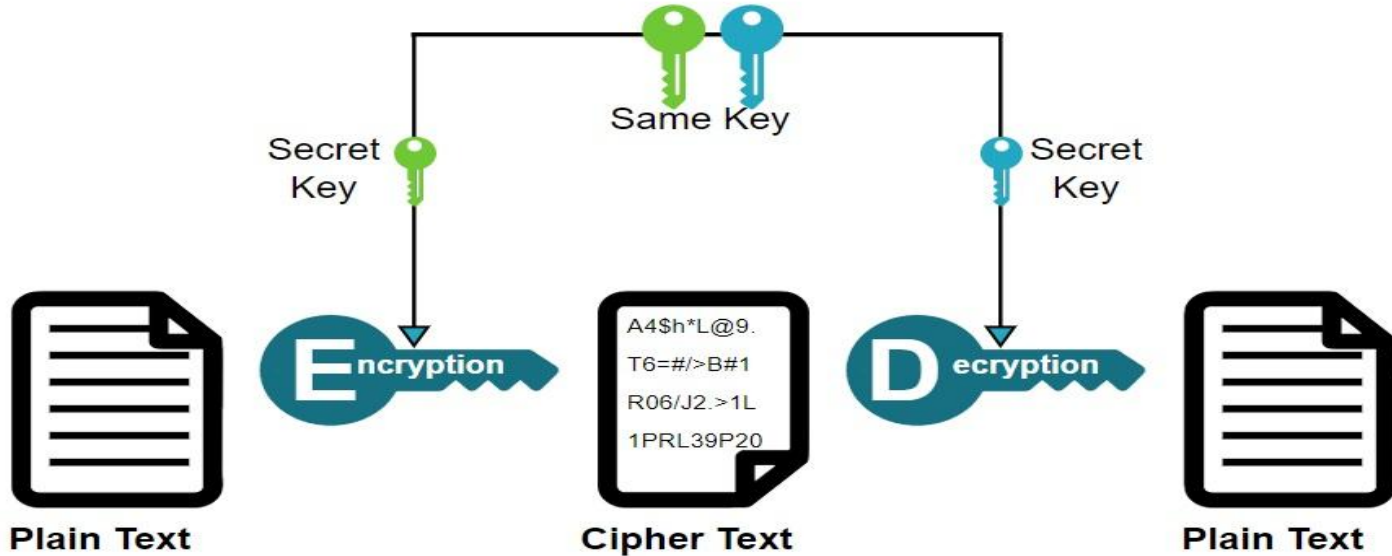 Same Key
Secret
Key
Secret
Key
Encryption
A4$h*L@9.
T6=#/>B#1
R06/J2.>1L
1PRL39P20
Decryption
Plain Text
Cipher Text
Plain Text